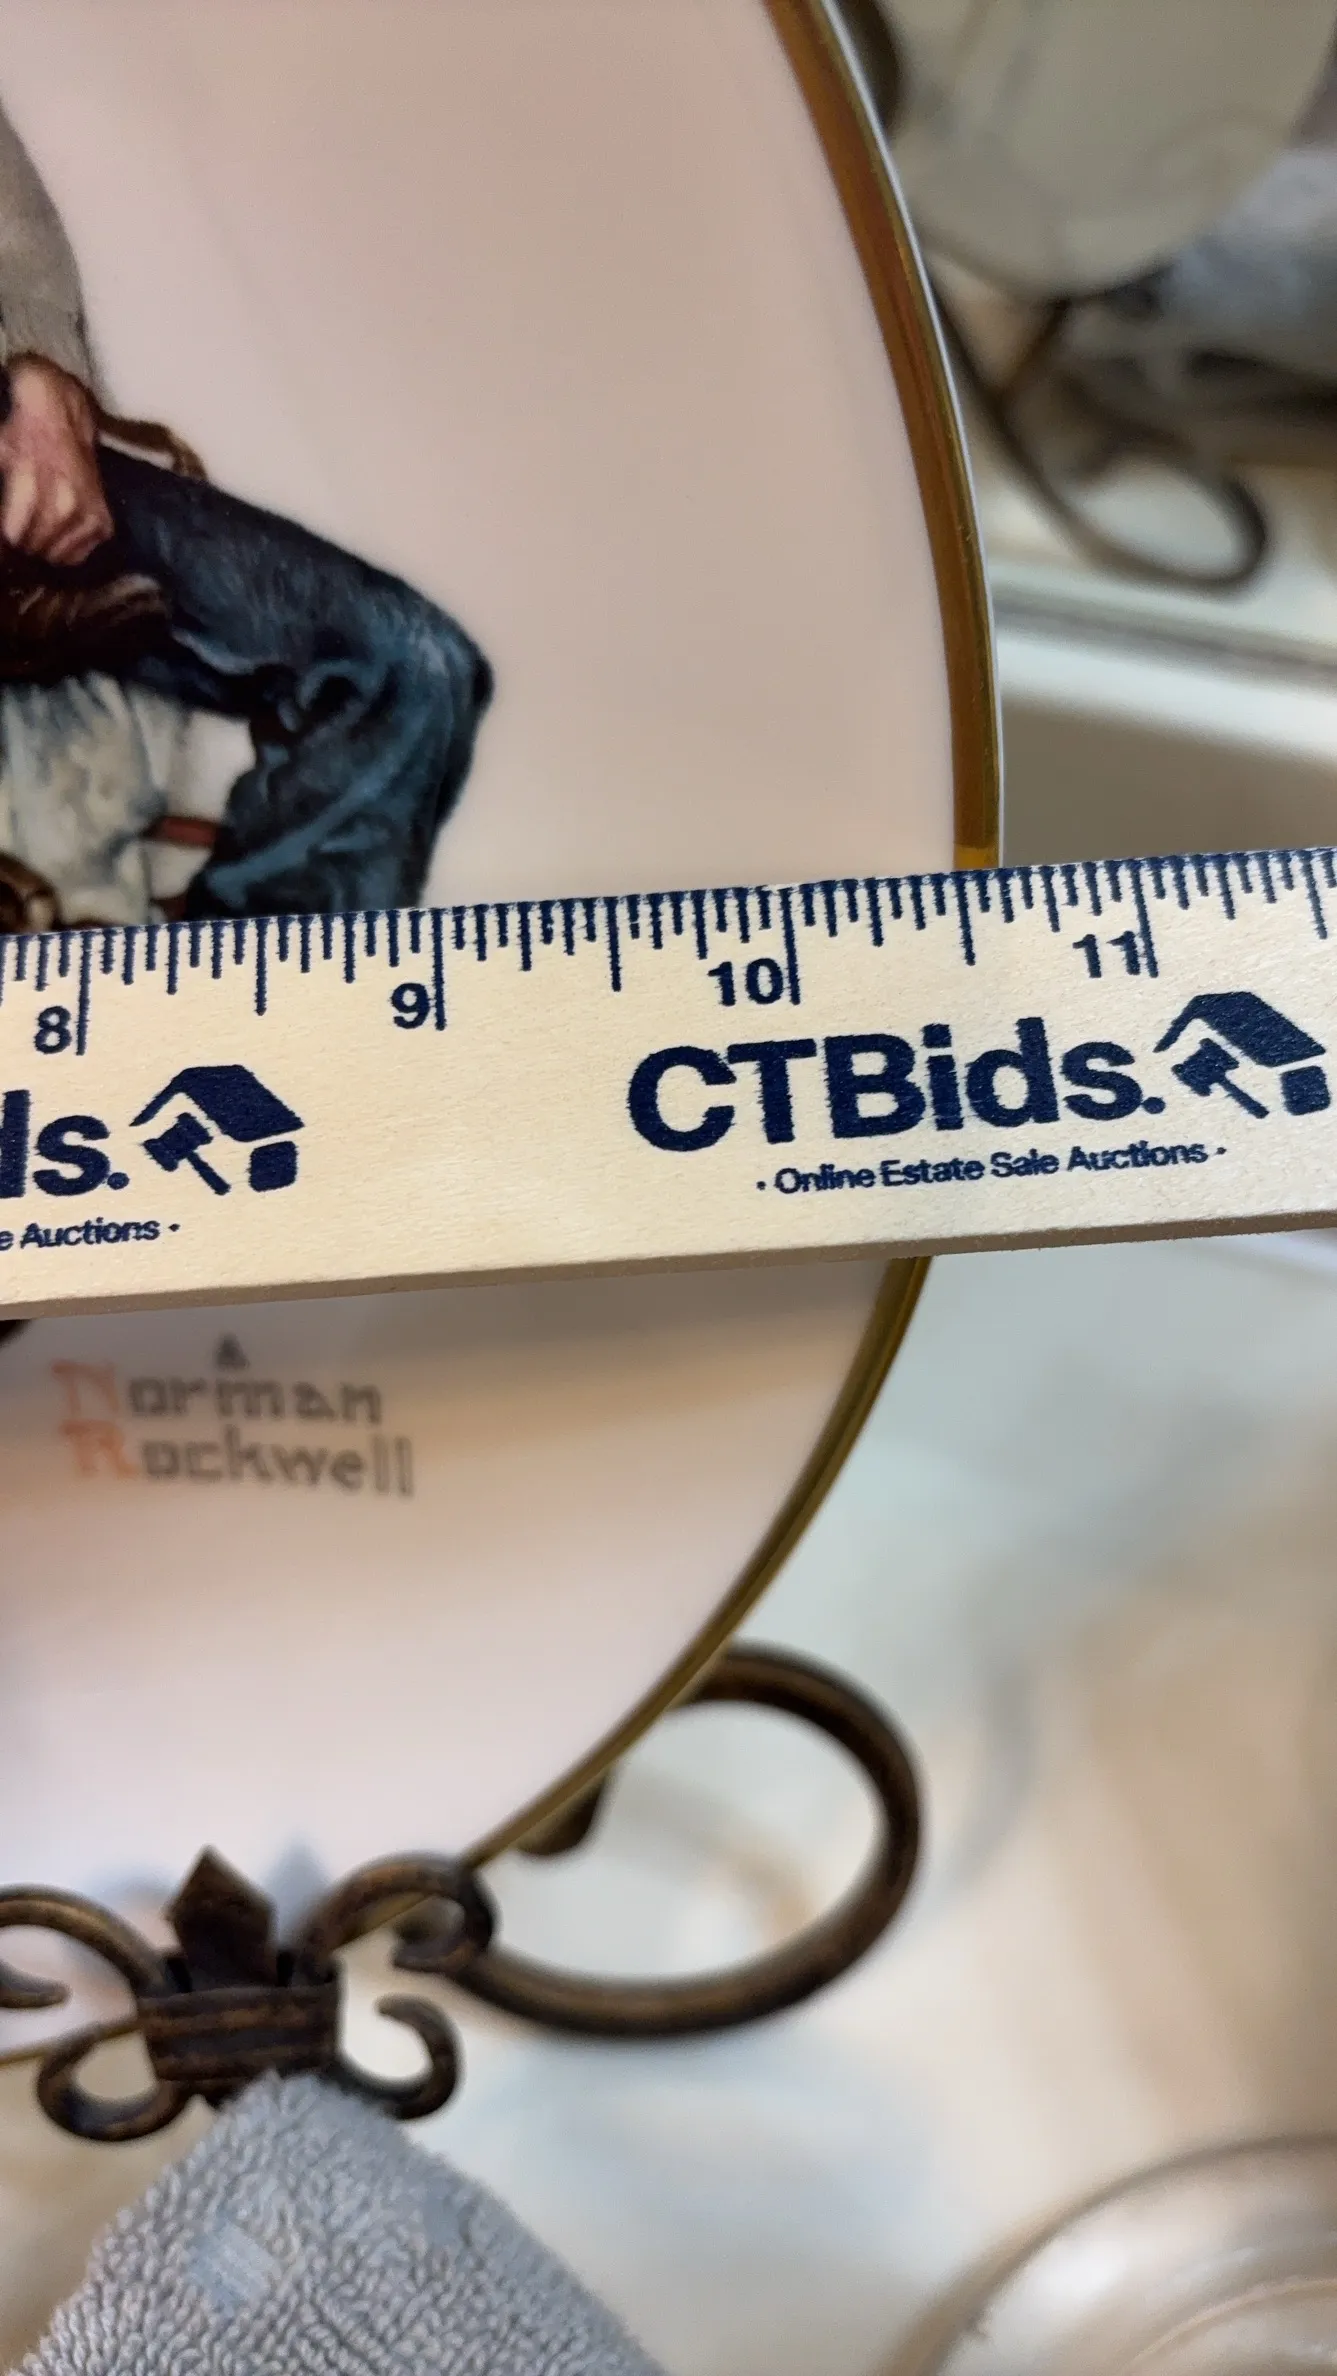 8 9 10 11
ds. CTBids.
e Auctions · · Online Estate Sale Auctions ·
A
Norman
Rockwell